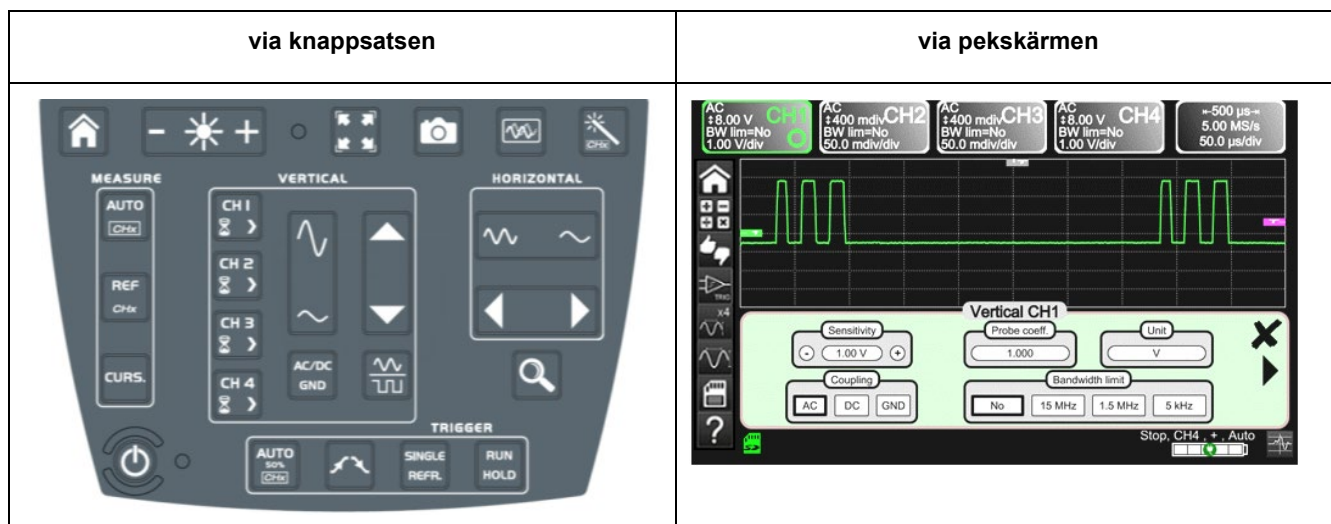 via knappsatsen
via pekskärmen
CHx
MEASURE
VERTICAL
HORIZONTAL
AUTO
CHx
REF
CHx
CURS.
CH 1
CH 2
CH 3
CH 4
AC/DC
GND
TRIGGER
AUTO
50%
CHx
SINGLE
REFR.
RUN
HOLD
AC
CH1
8.00 V
BW lim=No
1.00 V/div
AC
CH2
400 mdiv
BW lim=No
50.0 mdiv/div
AC
CH3
400 mdiv
BW lim=No
50.0 mdiv/div
AC
CH4
8.00 V
BW lim=No
1.00 V/div
500 µs
5.00 MS/s
50.0 µs/div
TRIG
x4
Vertical CH1
Sensitivity
- 1.00 V +
Probe coeff.
1.000
Unit
V
Coupling
AC DC GND
Bandwidth limit
No 15 MHz 1.5 MHz 5 kHz
?
Stop, CH4 , + , Auto